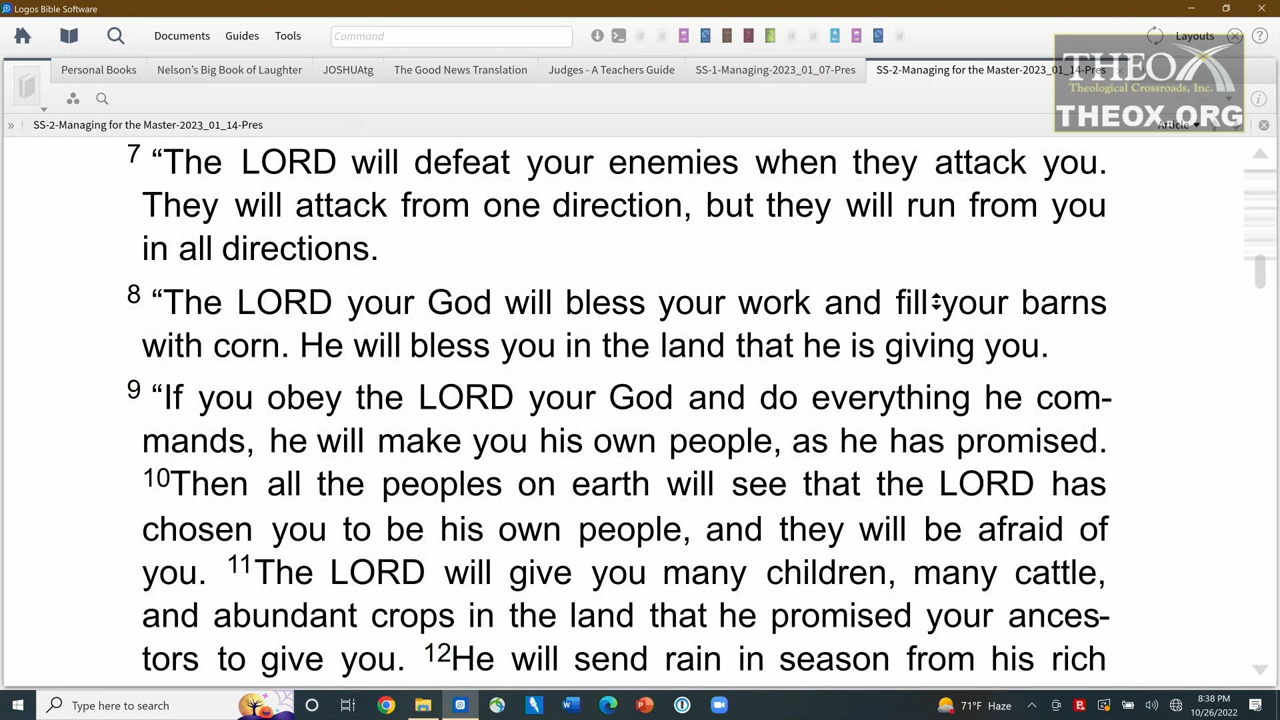 Logos Bible Software
Documents Guides Tools Command Layouts
THEOX
Theological Crossroads, Inc.
THEOX.ORG
Personal Books Nelson's Big Book of Laughter News Translation Judges - A Teachers Guide SS-1-Managing-2023_01_07-Pres SS-2-Managing for the Master-2023_01_14-Pres
SS-2-Managing for the Master-2023_01_14-Pres
7 “The LORD will defeat your enemies when they attack you.
They will attack from one direction, but they will run from you
in all directions.
8 “The LORD your God will bless your work and fill your barns
with corn. He will bless you in the land that he is giving you.
9 “If you obey the LORD your God and do everything he com-
mands, he will make you his own people, as he has promised.
10Then all the peoples on earth will see that the LORD has
chosen you to be his own people, and they will be afraid of
you. 11The LORD will give you many children, many cattle,
and abundant crops in the land that he promised your ances-
tors to give you. 12He will send rain in season from his rich
Type here to search
71°F Haze
8:38 PM
10/26/2022